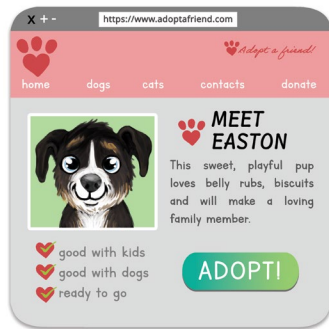 x + -
https://www.adoptafriend.com
Adopt a friend!
home dogs cats contacts donate
MEET
EASTON
This sweet, playful pup
loves belly rubs, biscuits
and will make a loving
family member.
good with kids
good with dogs
ready to go
ADOPT!